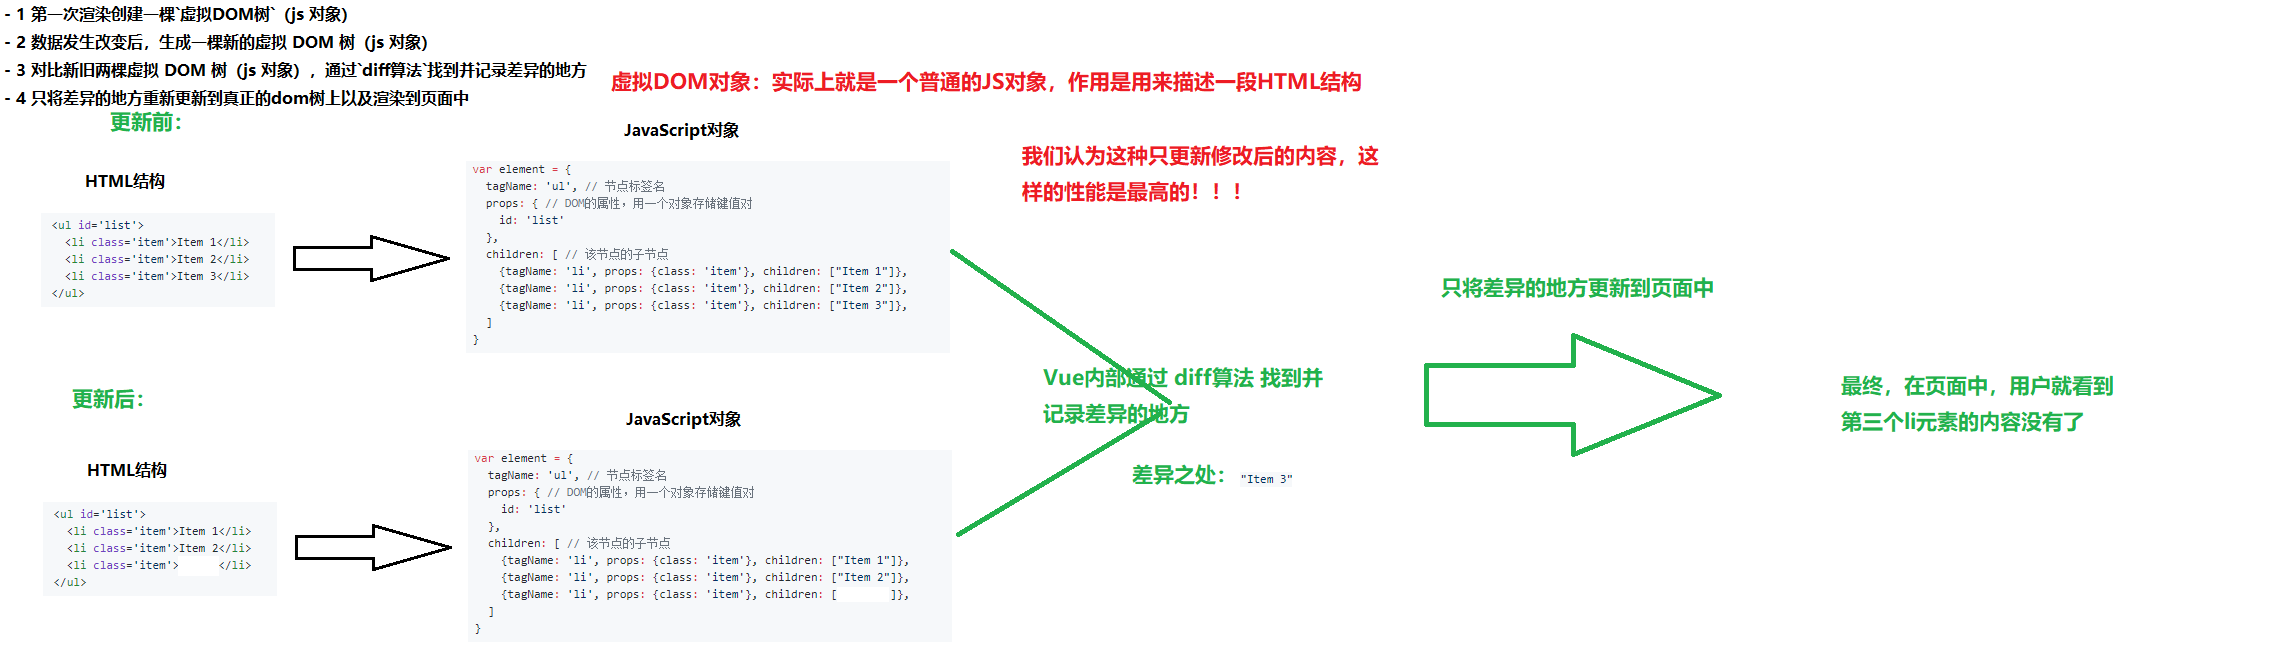 - 1 第一次渲染创建一棵`虚拟DOM树`（js 对象）
- 2 数据发生改变后，生成一棵新的虚拟 DOM 树（js 对象）
- 3 对比新旧两棵虚拟 DOM 树（js 对象），通过`diff算法`找到并记录差异的地方
- 4 只将差异的地方重新更新到真正的dom树上以及渲染到页面中
虚拟DOM对象：实际上就是一个普通的JS对象，作用是用来描述一段HTML结构
更新前：
HTML结构
<ul id='list'>
  <li class='item'>Item 1</li>
  <li class='item'>Item 2</li>
  <li class='item'>Item 3</li>
</ul>
JavaScript对象
var element = {
  tagName: 'ul', // 节点标签名
  props: { // DOM的属性，用一个对象存储键值对
    id: 'list'
  },
  children: [ // 该节点的子节点
    {tagName: 'li', props: {class: 'item'}, children: ["Item 1"]},
    {tagName: 'li', props: {class: 'item'}, children: ["Item 2"]},
    {tagName: 'li', props: {class: 'item'}, children: ["Item 3"]},
  ]
}
我们认为这种只更新修改后的内容，这
样的性能是最高的！！！
更新后：
HTML结构
<ul id='list'>
  <li class='item'>Item 1</li>
  <li class='item'>Item 2</li>
  <li class='item'>      </li>
</ul>
JavaScript对象
var element = {
  tagName: 'ul', // 节点标签名
  props: { // DOM的属性，用一个对象存储键值对
    id: 'list'
  },
  children: [ // 该节点的子节点
    {tagName: 'li', props: {class: 'item'}, children: ["Item 1"]},
    {tagName: 'li', props: {class: 'item'}, children: ["Item 2"]},
    {tagName: 'li', props: {class: 'item'}, children: [        ]},
  ]
}
Vue内部通过 diff算法 找到并
记录差异的地方
差异之处： "Item 3"
只将差异的地方更新到页面中
最终，在页面中，用户就看到
第三个li元素的内容没有了